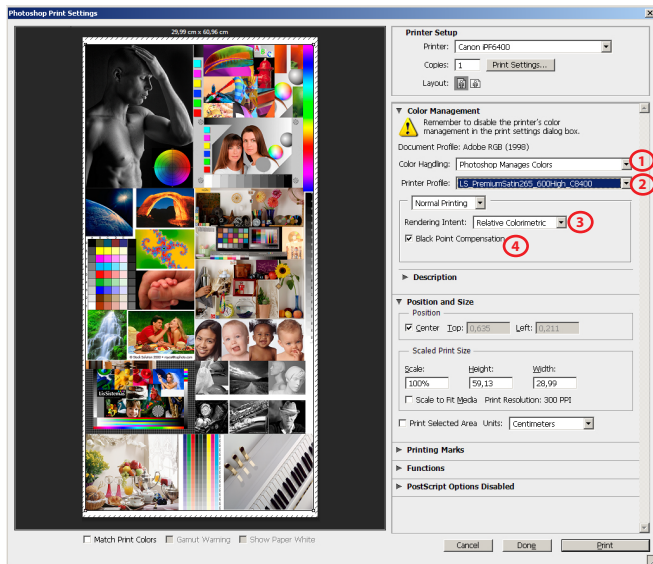 Photoshop Print Settings
29,99 cm x 60,96 cm
Printer Setup
Printer: Canon iPF6400
Copies: 1 Print Settings...
Layout:
Color Management
Remember to disable the printer's color
management in the print settings dialog box.
Document Profile: Adobe RGB (1998)
Color Handling: Photoshop Manages Colors 1
Printer Profile: LS_PremiumSatin265_600High_C8400 2
Normal Printing
Rendering Intent: Relative Colorimetric 3
Black Point Compensation 4
Description
Position and Size
Position
Center Top: 0,635 Left: 0,211
Scaled Print Size
Scale: Height: Width:
100% 59,13 28,99
Scale to Fit Media Print Resolution: 300 PPI
Print Selected Area Units: Centimeters
Printing Marks
Functions
PostScript Options Disabled
LisSistemas
Match Print Colors Gamut Warning Show Paper White
Cancel Done Print